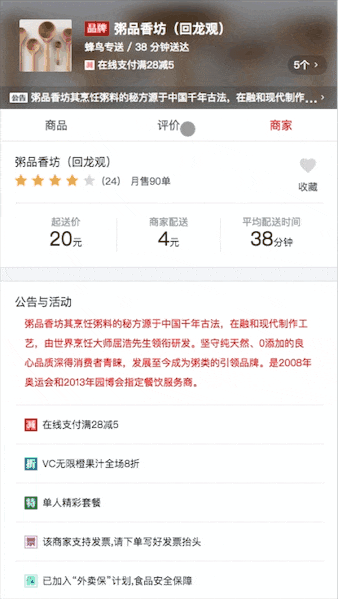 品牌 粥品香坊（回龙观）
蜂鸟专送 / 38 分钟送达
减 在线支付满28减5
5个 >
公告 粥品香坊其烹饪粥料的秘方源于中国千年古法，在融和现代制作... >
商品 评价 商家
粥品香坊（回龙观）
(24) 月售90单
收藏
起送价 商家配送 平均配送时间
20元 4元 38分钟
公告与活动
粥品香坊其烹饪粥料的秘方源于中国千年古法，在融和现代制作工
艺，由世界烹饪大师屈浩先生领衔研发。坚守纯天然、0添加的良
心品质深得消费者青睐，发展至今成为粥类的引领品牌。是2008年
奥运会和2013年园博会指定餐饮服务商。
减 在线支付满28减5
折 VC无限橙果汁全场8折
特 单人精彩套餐
票 该商家支持发票,请下单写好发票抬头
保 已加入“外卖保”计划,食品安全保障